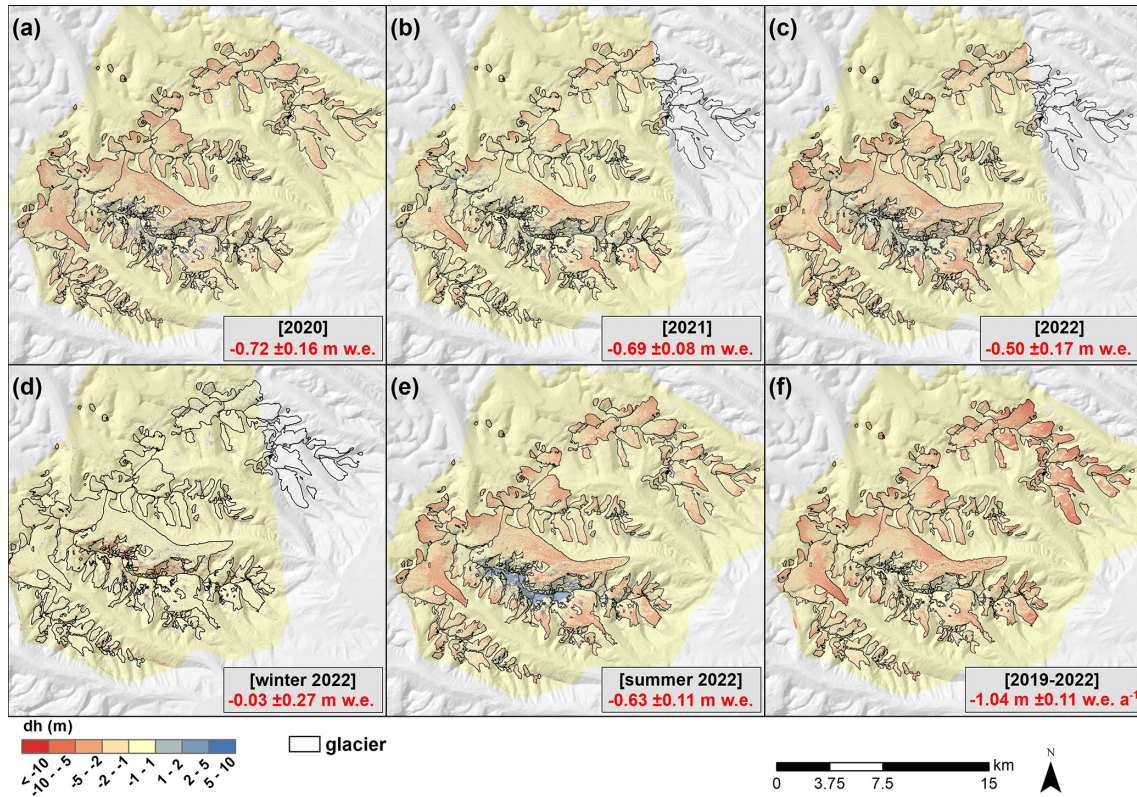 (a)
[2020]
-0.72 ±0.16 m w.e.
(b)
[2021]
-0.69 ±0.08 m w.e.
(c)
[2022]
-0.50 ±0.17 m w.e.
(d)
[winter 2022]
-0.03 ±0.27 m w.e.
(e)
[summer 2022]
-0.63 ±0.11 m w.e.
(f)
[2019-2022]
-1.04 m ±0.11 w.e. a⁻¹
dh (m)
< -10
-10 - -5
-5 - -2
-2 - -1
-1 - 1
1 - 2
2 - 5
5 - 10
glacier
km
0 3.75 7.5 15
N